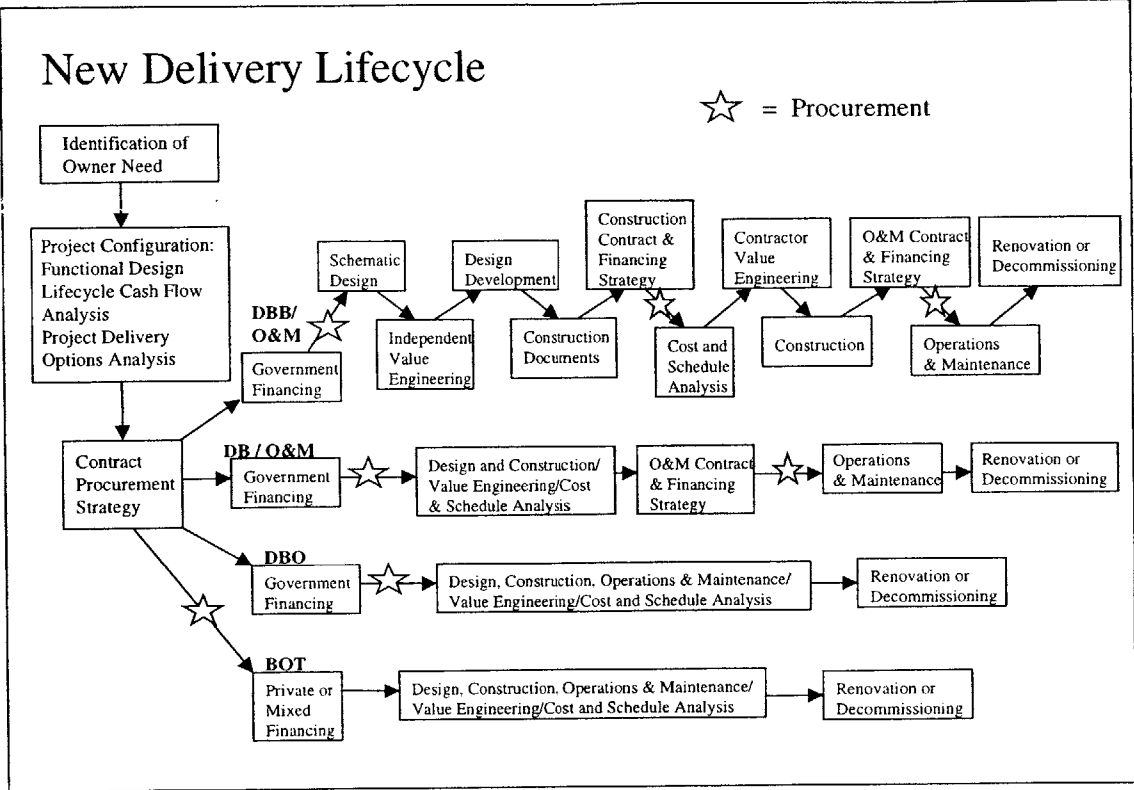 New Delivery Lifecycle
= Procurement
Identification of
Owner Need
Project Configuration:
Functional Design
Lifecycle Cash Flow
Analysis
Project Delivery
Options Analysis
Contract
Procurement
Strategy
DBB/
O&M
Government
Financing
Schematic
Design
Independent
Value
Engineering
Design
Development
Construction
Documents
Construction
Contract &
Financing
Strategy
Cost and
Schedule
Analysis
Contractor
Value
Engineering
Construction
O&M Contract
& Financing
Strategy
Operations
& Maintenance
Renovation or
Decommissioning
DB / O&M
Government
Financing
Design and Construction/
Value Engineering/Cost
& Schedule Analysis
O&M Contract
& Financing
Strategy
Operations
& Maintenance
Renovation or
Decommissioning
DBO
Government
Financing
Design, Construction, Operations & Maintenance/
Value Engineering/Cost and Schedule Analysis
Renovation or
Decommissioning
BOT
Private or
Mixed
Financing
Design, Construction, Operations & Maintenance/
Value Engineering/Cost and Schedule Analysis
Renovation or
Decommissioning